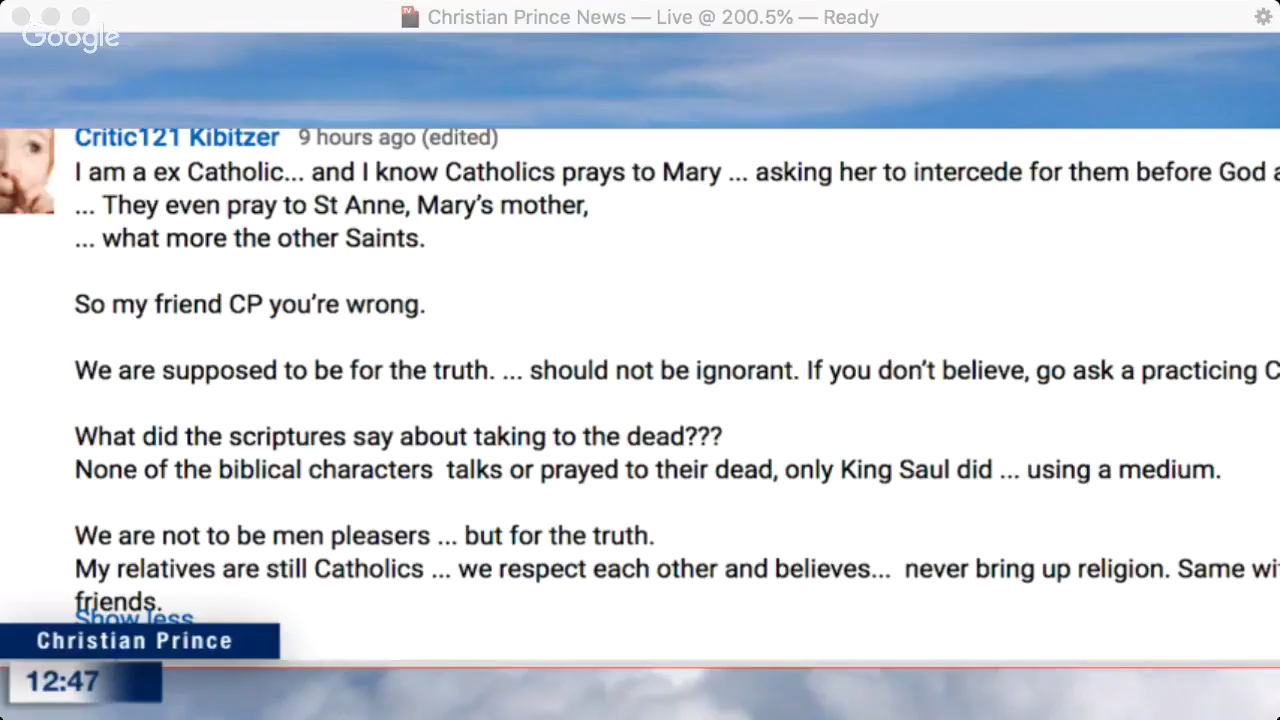 Christian Prince News — Live @ 200.5% — Ready
Google
Critic121 Kibitzer 9 hours ago (edited)
I am a ex Catholic... and I know Catholics prays to Mary ... asking her to intercede for them before God
... They even pray to St Anne, Mary’s mother,
... what more the other Saints.
So my friend CP you’re wrong.
We are supposed to be for the truth. ... should not be ignorant. If you don’t believe, go ask a practicing
What did the scriptures say about taking to the dead???
None of the biblical characters talks or prayed to their dead, only King Saul did ... using a medium.
We are not to be men pleasers ... but for the truth.
My relatives are still Catholics ... we respect each other and believes... never bring up religion. Same
friends.
Show less
Christian Prince
12:47